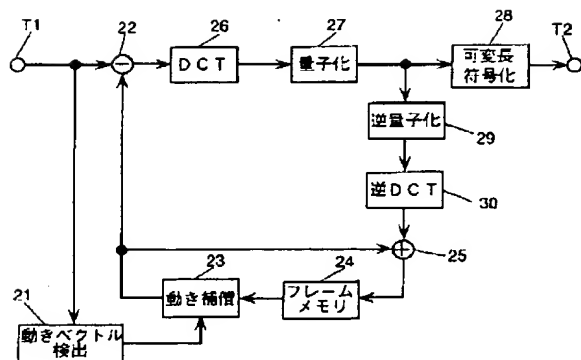 T1
22
26
27
28
T2
DCT
量子化
可変長
符号化
逆量子化
29
逆DCT
30
23
24
25
21
動き補償
フレーム
メモリ
動きベクトル
検出